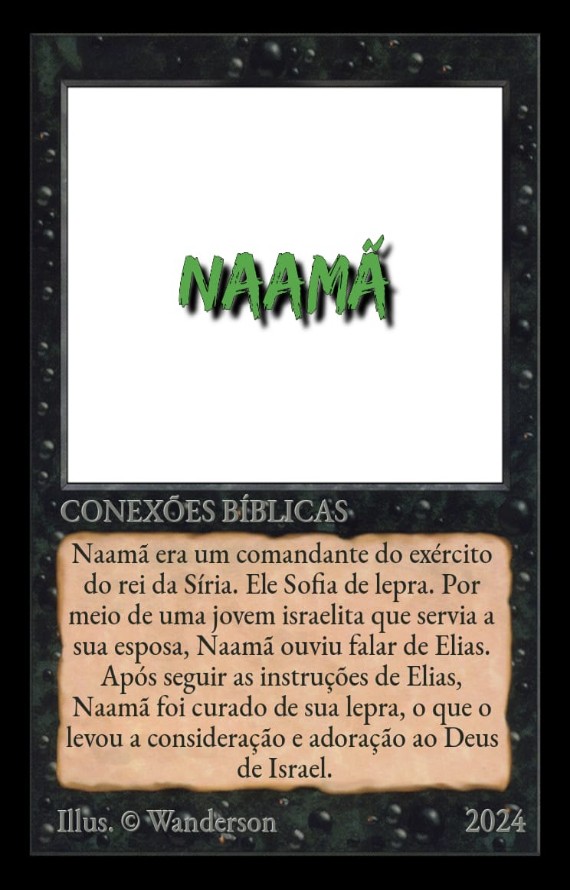 NAAMÃ
CONEXÕES BÍBLICAS
Naamã era um comandante do exército
do rei da Síria. Ele Sofia de lepra. Por
meio de uma jovem israelita que servia a
sua esposa, Naamã ouviu falar de Elias.
Após seguir as instruções de Elias,
Naamã foi curado de sua lepra, o que o
levou a consideração e adoração ao Deus
de Israel.
Illus. © Wanderson
2024